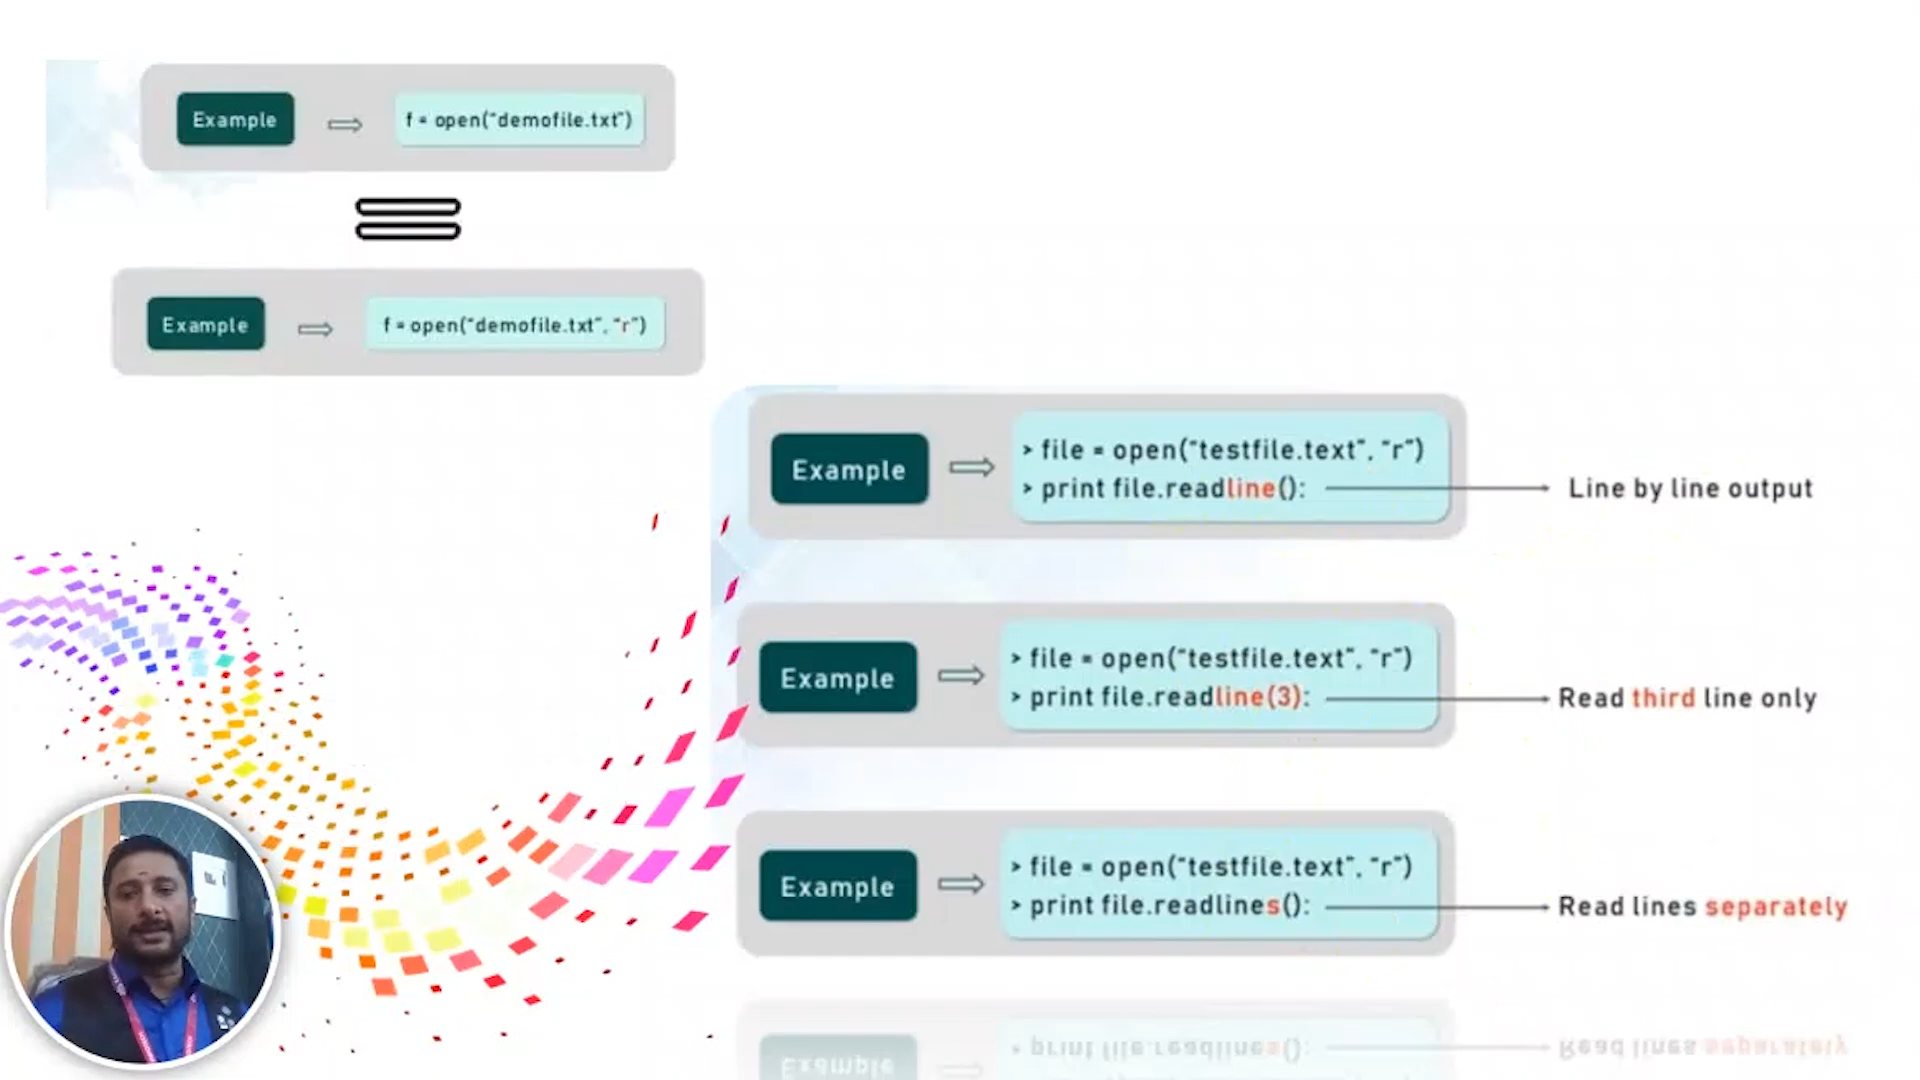 Example
f = open("demofile.txt")
Example
f = open("demofile.txt", "r")
Example
> file = open("testfile.text", "r")
> print file.readline():
Line by line output
Example
> file = open("testfile.text", "r")
> print file.readline(3):
Read third line only
Example
> file = open("testfile.text", "r")
> print file.readlines():
Read lines separately